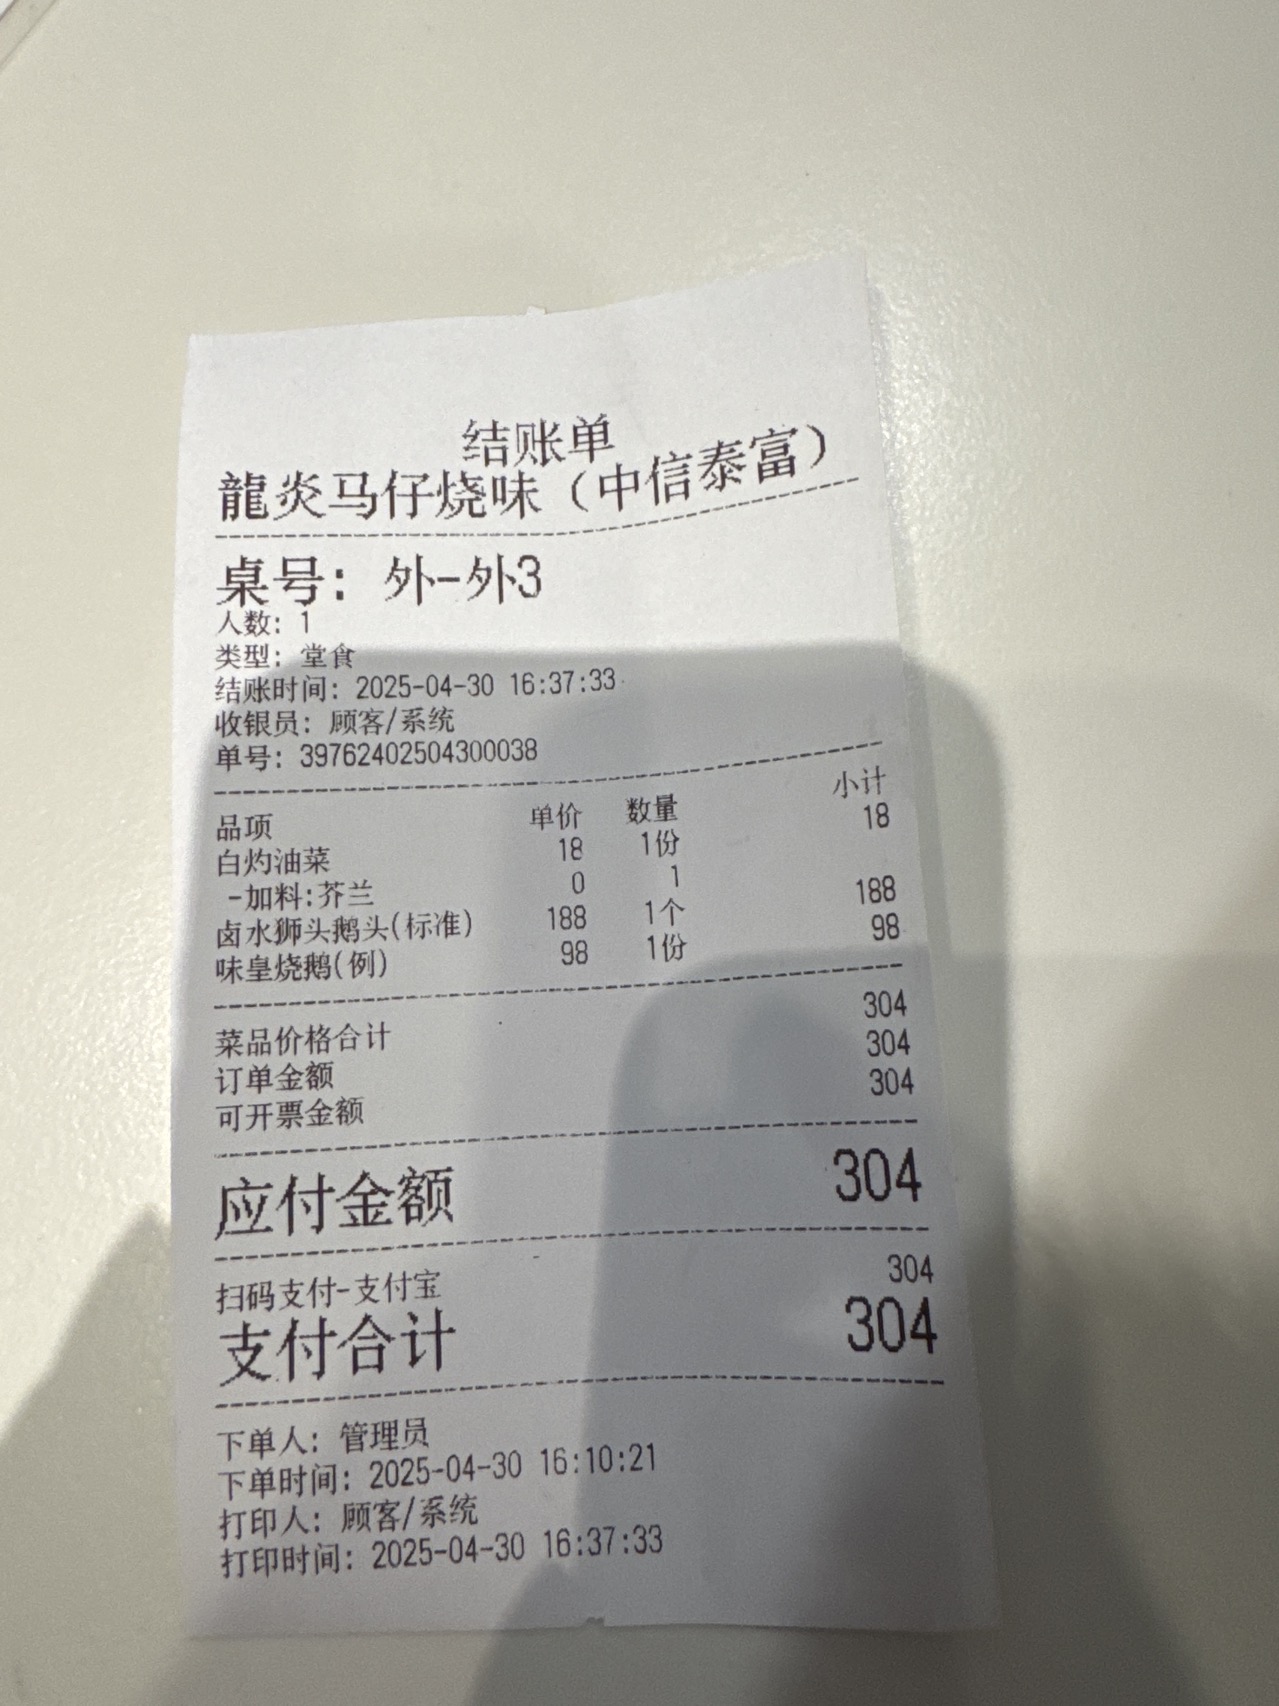 结账单
龍炎马仔烧味（中信泰富）
桌号：外-外3
人数：1
类型：堂食
结账时间：2025-04-30 16:37:33
收银员：顾客/系统
单号：39762402504300038
品项 单价 数量 小计
白灼油菜 18 1份 18
-加料:芥兰 0 1
卤水狮头鹅头(标准) 188 1个 188
味皇烧鹅(例) 98 1份 98
菜品价格合计 304
订单金额 304
可开票金额 304
应付金额 304
扫码支付-支付宝 304
支付合计 304
下单人：管理员
下单时间：2025-04-30 16:10:21
打印人：顾客/系统
打印时间：2025-04-30 16:37:33